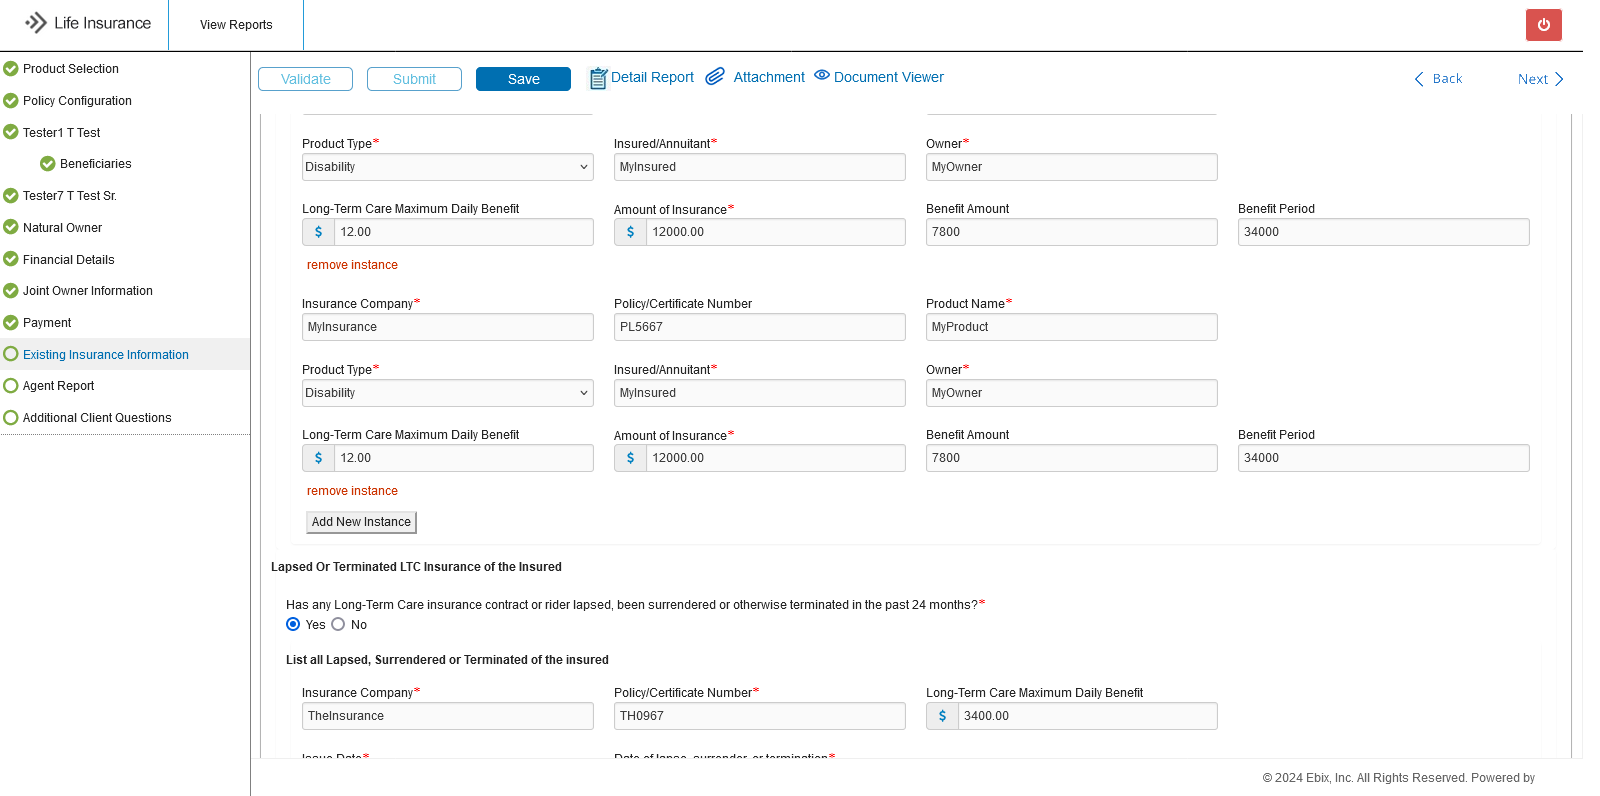 Life Insurance
View Reports
Product Selection
Policy Configuration
Tester1 T Test
Beneficiaries
Tester7 T Test Sr.
Natural Owner
Financial Details
Joint Owner Information
Payment
Existing Insurance Information
Agent Report
Additional Client Questions
Validate Submit Save Detail Report Attachment Document Viewer Back Next
Product Type* Insured/Annuitant* Owner*
Disability MyInsured MyOwner
Long-Term Care Maximum Daily Benefit Amount of Insurance* Benefit Amount Benefit Period
$ 12.00 $ 12000.00 7800 34000
remove instance
Insurance Company* Policy/Certificate Number Product Name*
MyInsurance PL5667 MyProduct
Product Type* Insured/Annuitant* Owner*
Disability MyInsured MyOwner
Long-Term Care Maximum Daily Benefit Amount of Insurance* Benefit Amount Benefit Period
$ 12.00 $ 12000.00 7800 34000
remove instance
Add New Instance
Lapsed Or Terminated LTC Insurance of the Insured
Has any Long-Term Care insurance contract or rider lapsed, been surrendered or otherwise terminated in the past 24 months?*
Yes No
List all Lapsed, Surrendered or Terminated of the insured
Insurance Company* Policy/Certificate Number* Long-Term Care Maximum Daily Benefit
TheInsurance TH0967 $ 3400.00
Issue Date* Date of lapse, surrender, or termination*
© 2024 Ebix, Inc. All Rights Reserved. Powered by